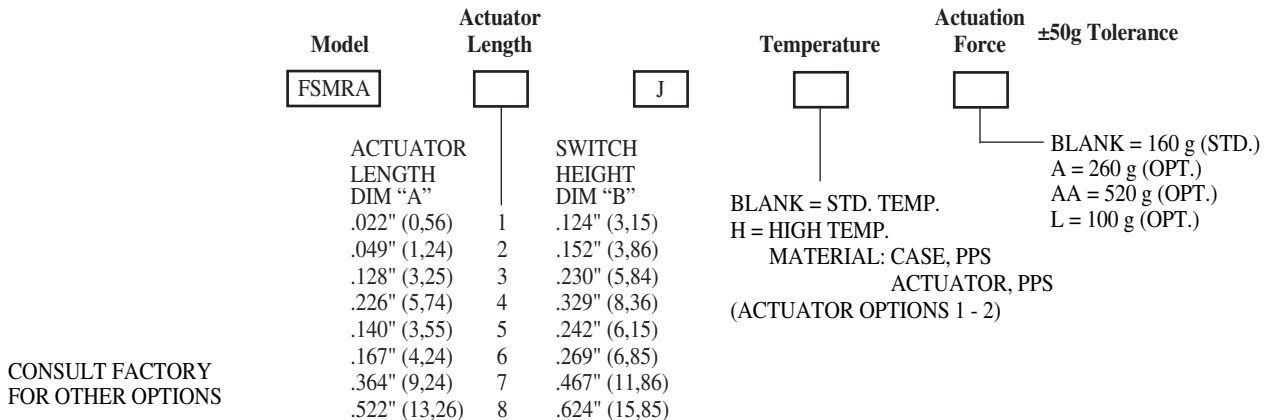 Model Actuator Length Temperature Actuation Force ±50g Tolerance
FSMRA J
ACTUATOR LENGTH DIM “A” SWITCH HEIGHT DIM “B”
.022" (0,56) 1 .124" (3,15)
.049" (1,24) 2 .152" (3,86)
.128" (3,25) 3 .230" (5,84)
.226" (5,74) 4 .329" (8,36)
.140" (3,55) 5 .242" (6,15)
.167" (4,24) 6 .269" (6,85)
.364" (9,24) 7 .467" (11,86)
.522" (13,26) 8 .624" (15,85)
BLANK = STD. TEMP.
H = HIGH TEMP.
MATERIAL: CASE, PPS
ACTUATOR, PPS
(ACTUATOR OPTIONS 1 - 2)
BLANK = 160 g (STD.)
A = 260 g (OPT.)
AA = 520 g (OPT.)
L = 100 g (OPT.)
CONSULT FACTORY
FOR OTHER OPTIONS